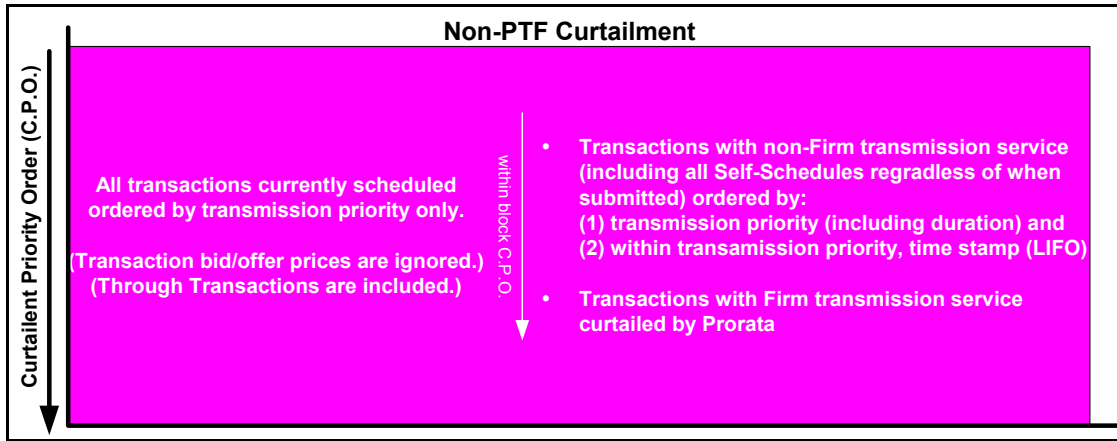 Non-PTF Curtailment
Curtailent Priority Order (C.P.O.)
All transactions currently scheduled
ordered by transmission priority only.
(Transaction bid/offer prices are ignored.)
(Through Transactions are included.)
within block C.P.O.
• Transactions with non-Firm transmission service
(including all Self-Schedules regradless of when
submitted) ordered by:
(1) transmission priority (including duration) and
(2) within transamission priority, time stamp (LIFO)
• Transactions with Firm transmission service
curtailed by Prorata